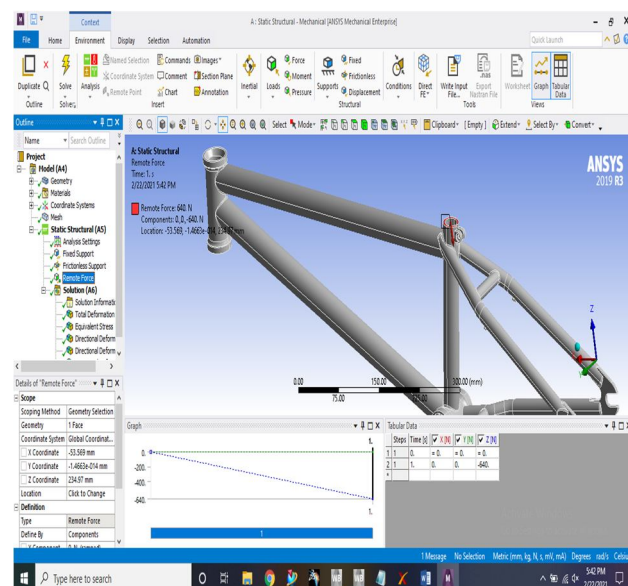 Context
A : Static Structural - Mechanical [ANSYS Mechanical Enterprise]
File Home Environment Display Selection Automation
Quick Launch
Duplicate Solve Analysis
Named Selection Commands Images
Coordinate System Comment Section Plane
Remote Point Chart Annotation
Inertial Loads
Force
Moment
Pressure
Supports
Fixed
Frictionless
Displacement
Conditions Direct FE
Write Input File...
Export Nastran File
Worksheet Graph Tabular Data
Outline Solver Insert Structural Tools Views
Outline
Name Search Outline
Select Mode Clipboard [Empty] Extend Select By Convert
Project
Model (A4)
Geometry
Materials
Coordinate Systems
Mesh
Static Structural (A5)
Analysis Settings
Fixed Support
Frictionless Support
Remote Force
Solution (A6)
Solution Informatio
Total Deformation
Equivalent Stress
Directional Deform
Directional Deform
A: Static Structural
Remote Force
Time: 1. s
2/22/2021 5:42 PM
Remote Force: 640. N
Components: 0.,0.,-640. N
Location: -53.569, -1.4663e-014, 234.97 mm
ANSYS
2019 R3
Z
Y
0.00 150.00 300.00 (mm)
75.00 225.00
Details of "Remote Force"
Scope
Scoping Method Geometry Selection
Geometry 1 Face
Coordinate System Global Coordinat...
X Coordinate -53.569 mm
Y Coordinate -1.4663e-014 mm
Z Coordinate 234.97 mm
Location Click to Change
Definition
Type Remote Force
Define By Components
Graph
1.
0.
-200.
-400.
-640.
1.
1
Tabular Data
Steps Time [s] X [N] Y [N] Z [N]
1 1 0. = 0. = 0. = 0.
2 1 1. 0. 0. -640.
*
1 Message No Selection Metric (mm, kg, N, s, mV, mA) Degrees rad/s Celsiu
Type here to search
5:42 PM
2/22/2021